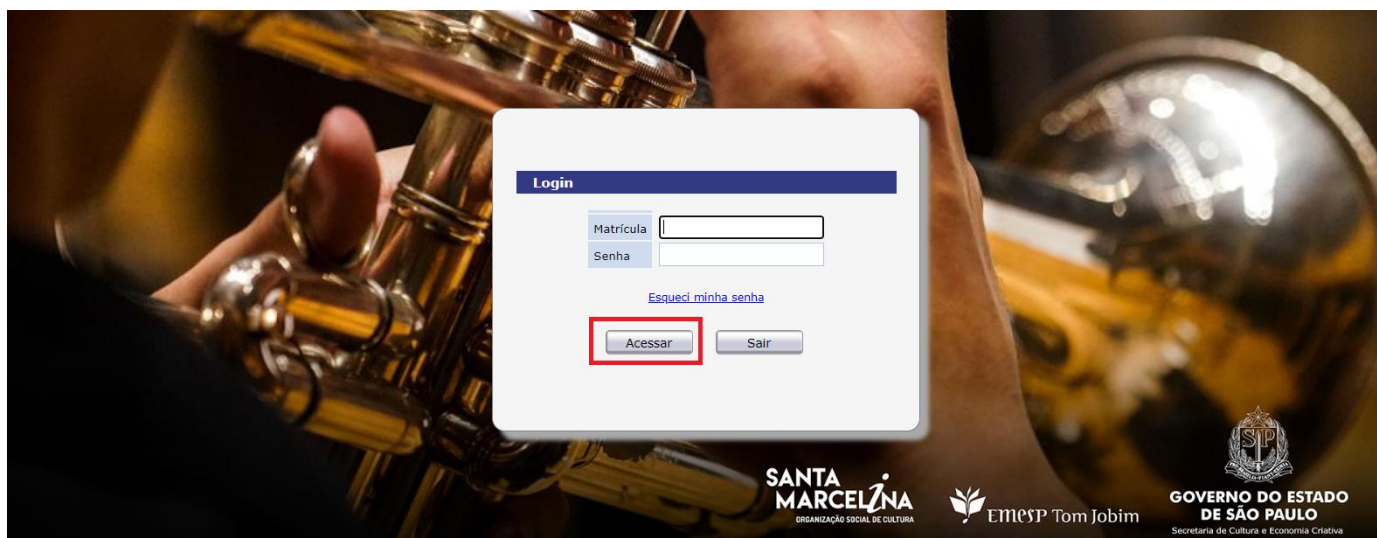 Login
Matrícula
Senha
Esqueci minha senha
Acessar
Sair
SANTA
MARCELINA
ORGANIZAÇÃO SOCIAL DE CULTURA
EMESP Tom Jobim
SP
GOVERNO DO ESTADO
DE SÃO PAULO
Secretaria de Cultura e Economia Criativa